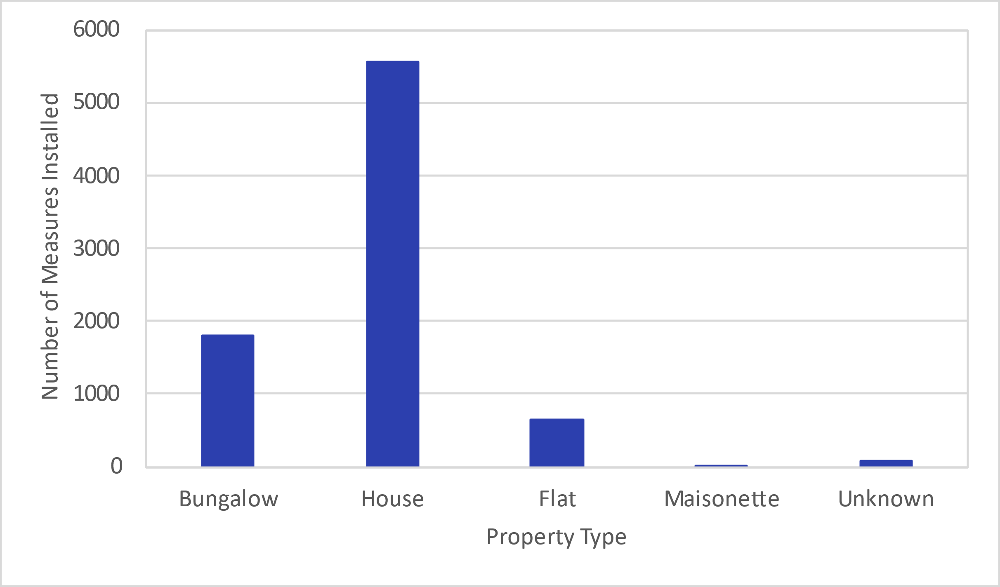 6000
5000
4000
3000
2000
1000
0
Number of Measures Installed
Bungalow House Flat Maisonette Unknown
Property Type